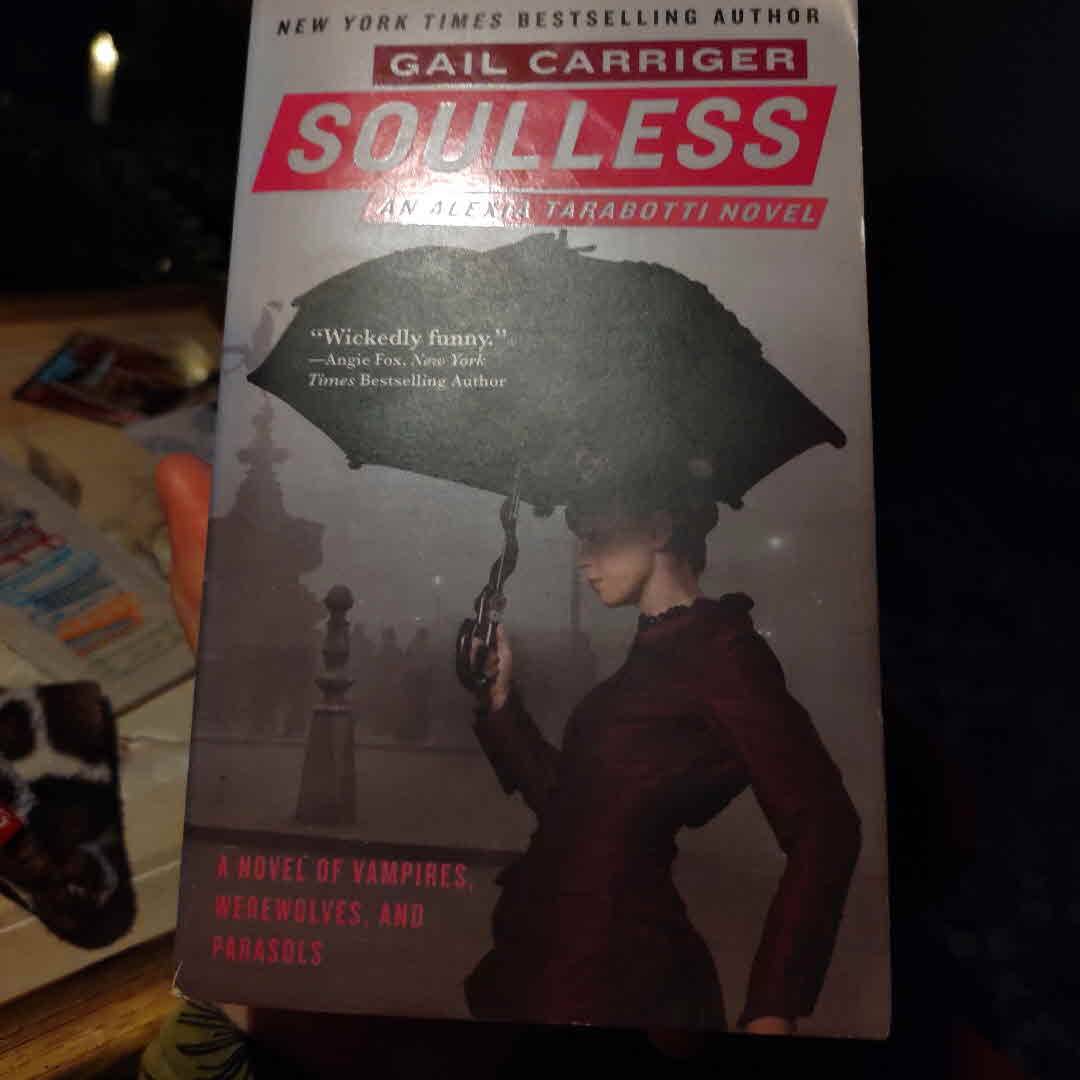 NEW YORK TIMES BESTSELLING AUTHOR
GAIL CARRIGER
SOULLESS
AN ALEXIA TARABOTTI NOVEL
“Wickedly funny.”
—Angie Fox, New York
Times Bestselling Author
A NOVEL OF VAMPIRES,
WEREWOLVES, AND
PARASOLS